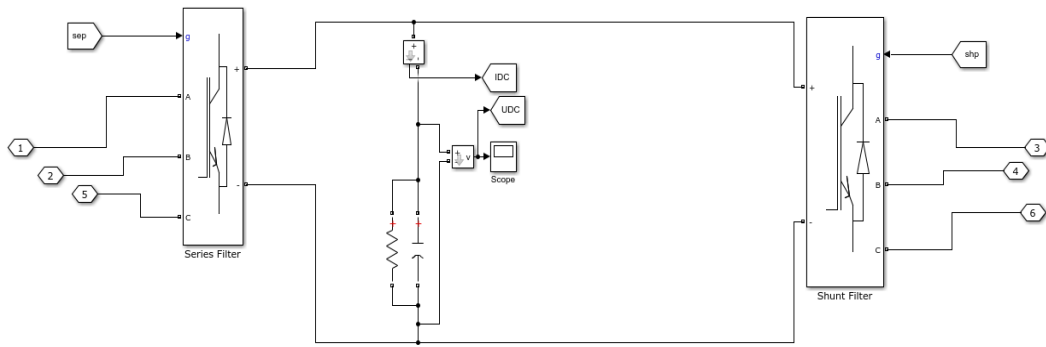 sep
g
+
A
1
B
2
-
5
C
Series Filter
+
-
IDC
UDC
+
-
v
Scope
+
+
g
shp
+
A
3
4
B
-
6
C
Shunt Filter